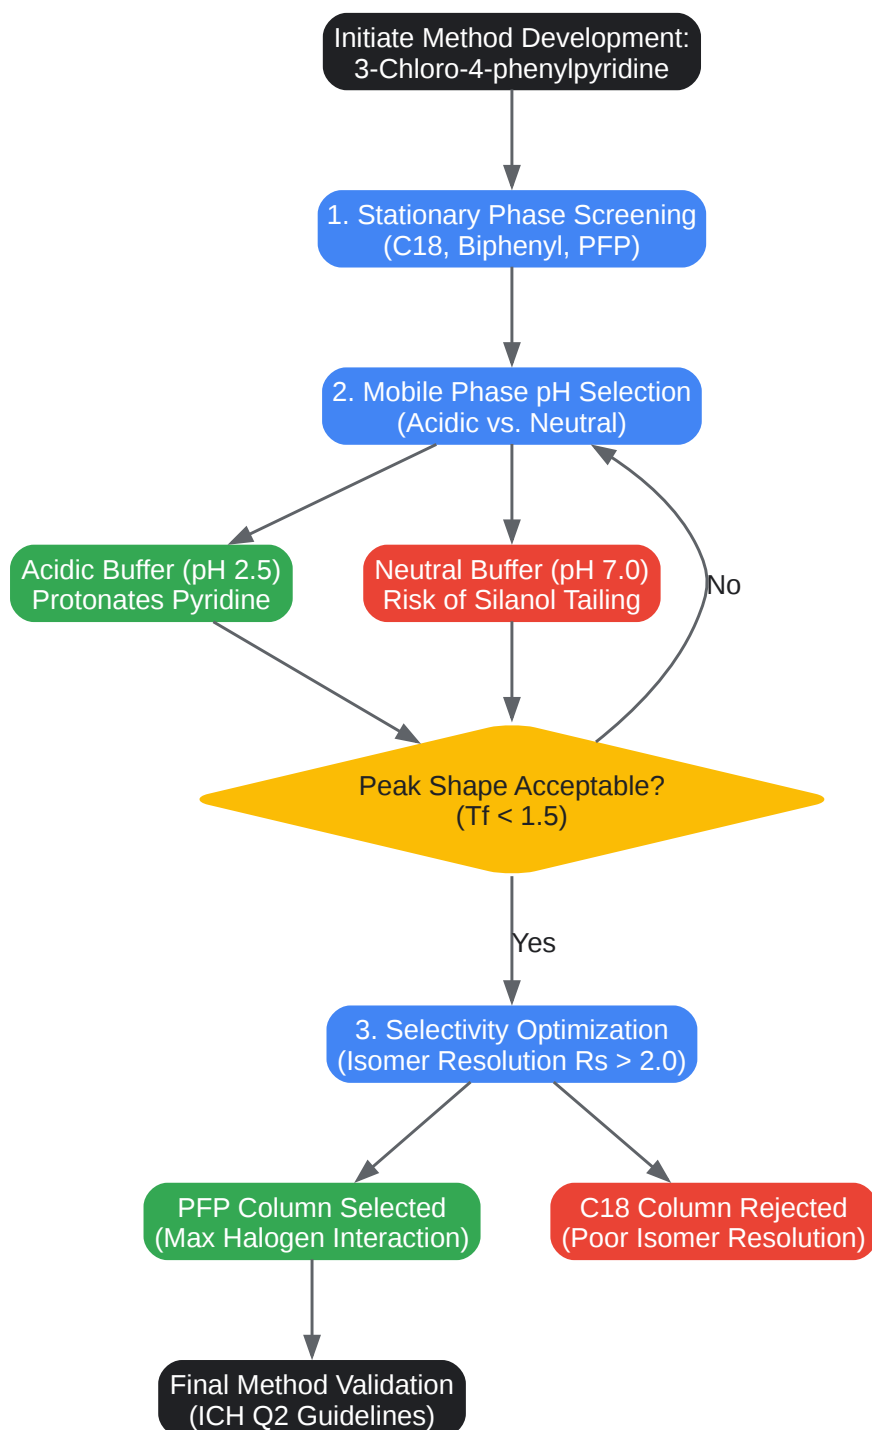 Initiate Method Development:
3-Chloro-4-phenylpyridine
1. Stationary Phase Screening
(C18, Biphenyl, PFP)
2. Mobile Phase pH Selection
(Acidic vs. Neutral)
Acidic Buffer (pH 2.5)
Protonates Pyridine
Neutral Buffer (pH 7.0)
Risk of Silanol Tailing
No
Peak Shape Acceptable?
(Tf < 1.5)
Yes
3. Selectivity Optimization
(Isomer Resolution Rs > 2.0)
PFP Column Selected
(Max Halogen Interaction)
C18 Column Rejected
(Poor Isomer Resolution)
Final Method Validation
(ICH Q2 Guidelines)